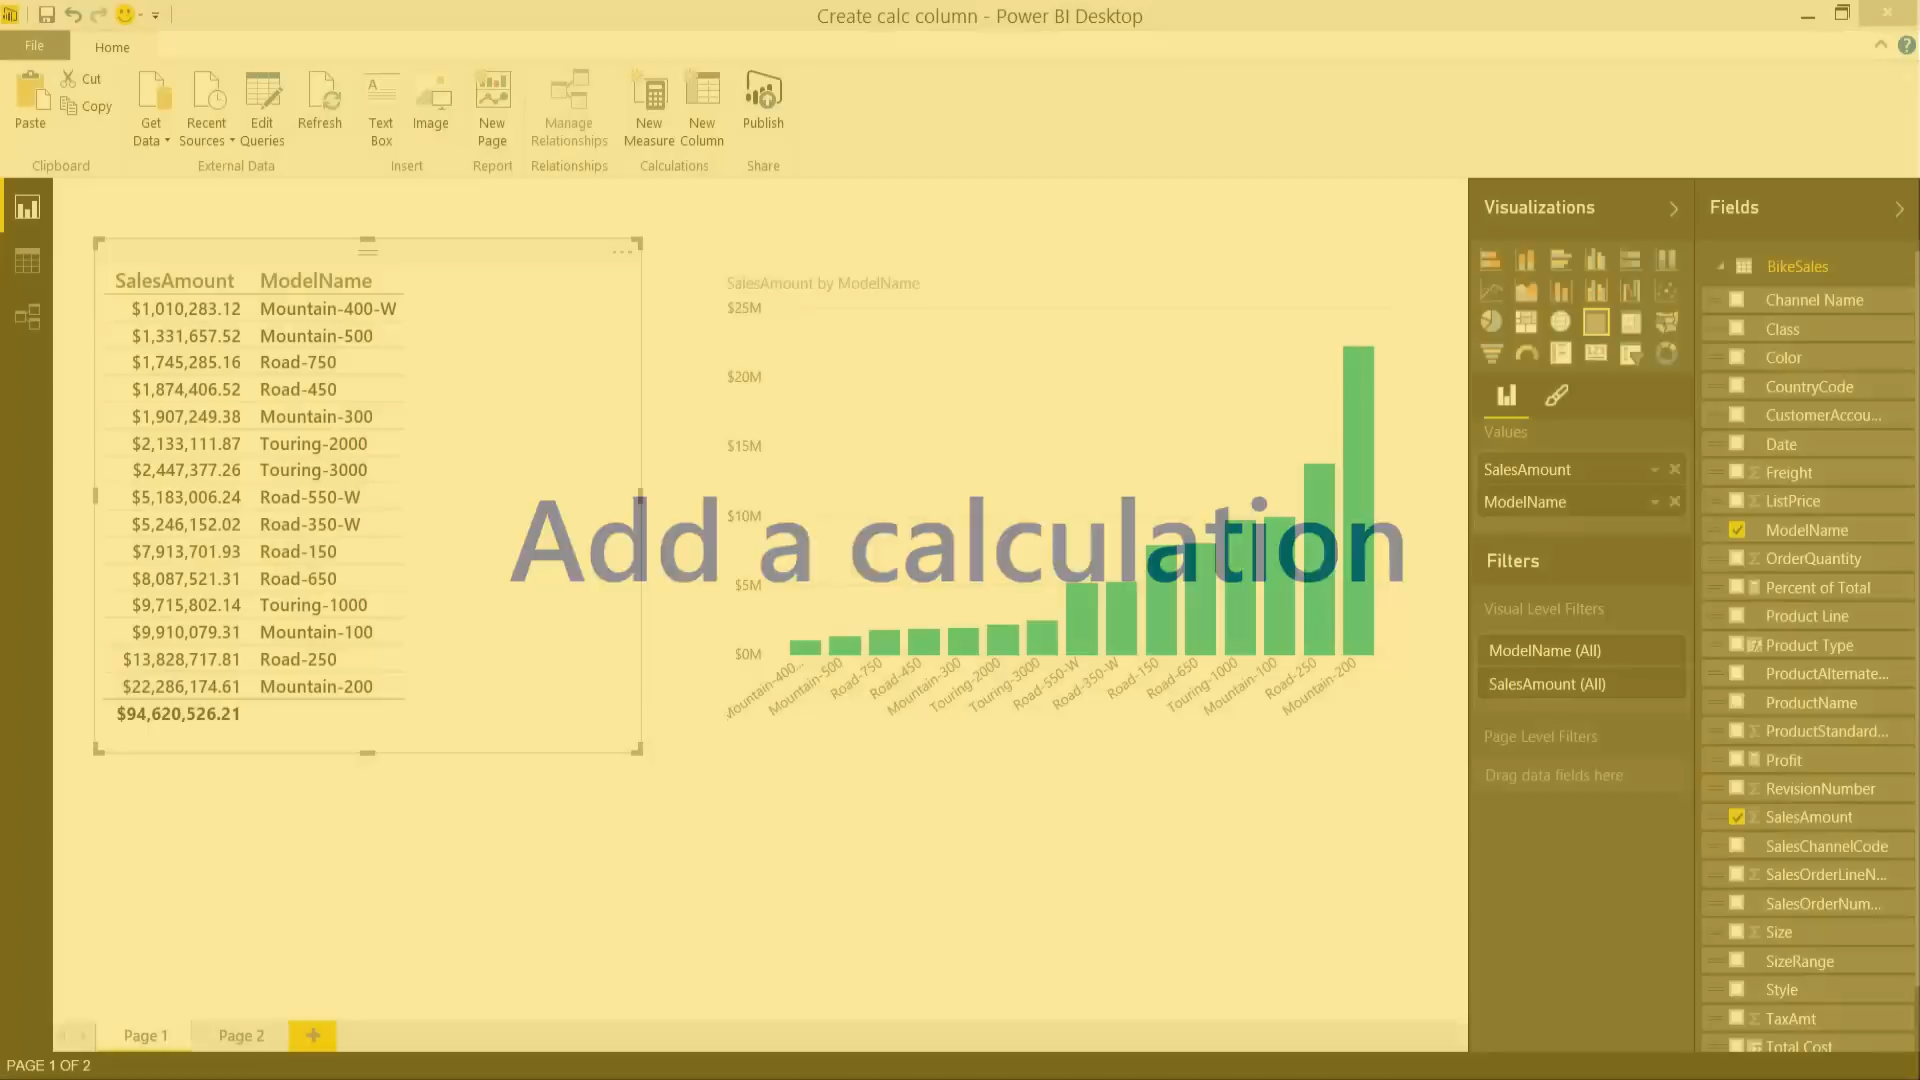 Create calc column - Power BI Desktop
File
Home
Paste
Cut
Copy
Clipboard
Get Data
Recent Sources
Edit Queries
Refresh
External Data
Text Box
Image
Insert
New Page
Report
Manage Relationships
Relationships
New Measure
New Column
Calculations
Publish
Share
SalesAmount ModelName
$1,010,283.12 Mountain-400-W
$1,331,657.52 Mountain-500
$1,745,285.16 Road-750
$1,874,406.52 Road-450
$1,907,249.38 Mountain-300
$2,133,111.87 Touring-2000
$2,447,377.26 Touring-3000
$5,183,006.24 Road-550-W
$5,246,152.02 Road-350-W
$7,913,701.93 Road-150
$8,087,521.31 Road-650
$9,715,802.14 Touring-1000
$9,910,079.31 Mountain-100
$13,828,717.81 Road-250
$22,286,174.61 Mountain-200
$94,620,526.21
SalesAmount by ModelName
$25M
$20M
$15M
$10M
$5M
$0M
Mountain-400...
Mountain-500
Road-750
Road-450
Mountain-300
Touring-2000
Touring-3000
Road-550-W
Road-350-W
Road-150
Road-650
Touring-1000
Mountain-100
Road-250
Mountain-200
Add a calculation
Visualizations
Values
SalesAmount
ModelName
Filters
Visual Level Filters
ModelName (All)
SalesAmount (All)
Page Level Filters
Drag data fields here
Fields
BikeSales
Channel Name
Class
Color
CountryCode
CustomerAccou...
Date
Freight
ListPrice
ModelName
OrderQuantity
Percent of Total
Product Line
Product Type
ProductAlternate...
ProductName
ProductStandard...
Profit
RevisionNumber
SalesAmount
SalesChannelCode
SalesOrderLineN...
SalesOrderNum...
Size
SizeRange
Style
TaxAmt
Total Cost
Page 1
Page 2
PAGE 1 OF 2